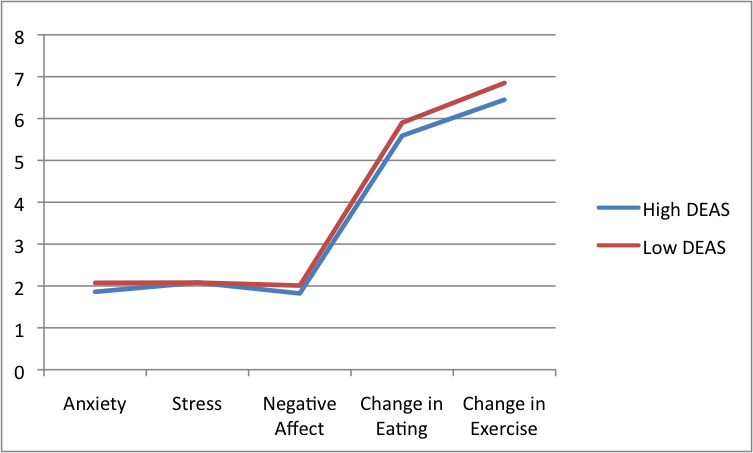 8
7
6
5
4
3
2
1
0
High DEAS
Low DEAS
Anxiety
Stress
Negative
Affect
Change in
Eating
Change in
Exercise